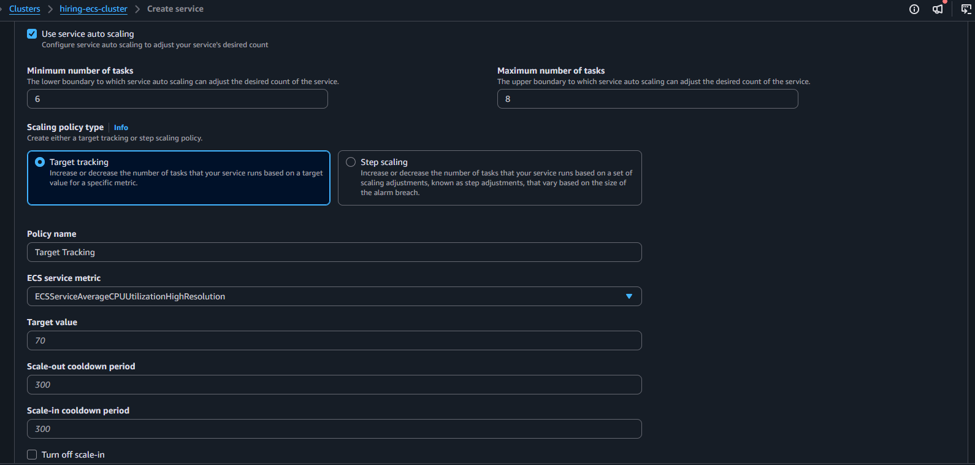 Clusters > hiring-ecs-cluster > Create service
Use service auto scaling
Configure service auto scaling to adjust your service's desired count
Minimum number of tasks
The lower boundary to which service auto scaling can adjust the desired count of the service.
6
Maximum number of tasks
The upper boundary to which service auto scaling can adjust the desired count of the service.
8
Scaling policy type | Info
Create either a target tracking or step scaling policy.
Target tracking
Increase or decrease the number of tasks that your service runs based on a target
value for a specific metric.
Step scaling
Increase or decrease the number of tasks that your service runs based on a set of
scaling adjustments, known as step adjustments, that vary based on the size of
the alarm breach.
Policy name
Target Tracking
ECS service metric
ECSServiceAverageCPUUtilizationHighResolution
Target value
70
Scale-out cooldown period
300
Scale-in cooldown period
300
Turn off scale-in